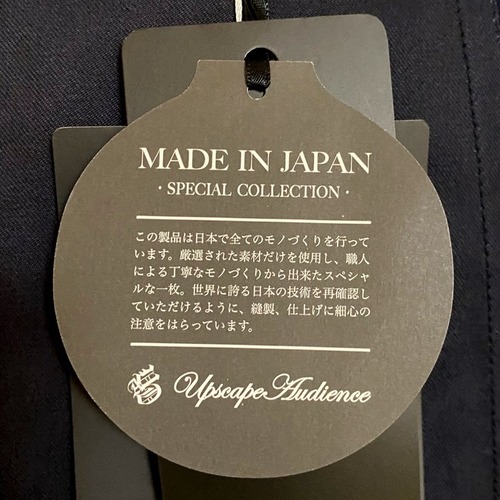 MADE IN JAPAN
・SPECIAL COLLECTION・
この製品は日本で全てのモノづくりを行って
います。厳選された素材だけを使用し、職人
による丁寧なモノづくりから出来たスペシャ
ルな一枚。世界に誇る日本の技術を再確認し
ていただけるように、縫製、仕上げに細心の
注意をはらっています。
Upscape Audience